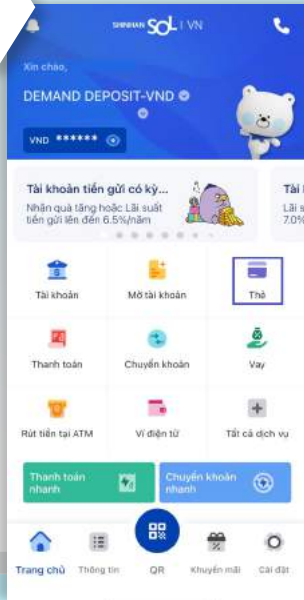 SHINHAN SOL | VN
Xin chào,
DEMAND DEPOSIT-VND
VND ******
Tài khoản tiền gửi có kỳ...
Nhận quà tặng hoặc Lãi suất
tiền gửi lên đến 6.5%/năm
Tài
Lãi s
7.0%
Tài khoản
Mở tài khoản
Thẻ
Thanh toán
Chuyển khoản
Vay
Rút tiền tại ATM
Ví điện tử
Tất cả dịch vụ
Thanh toán
nhanh
Chuyển khoản
nhanh
Trang chủ
Thông tin
QR
Khuyến mãi
Cài đặt